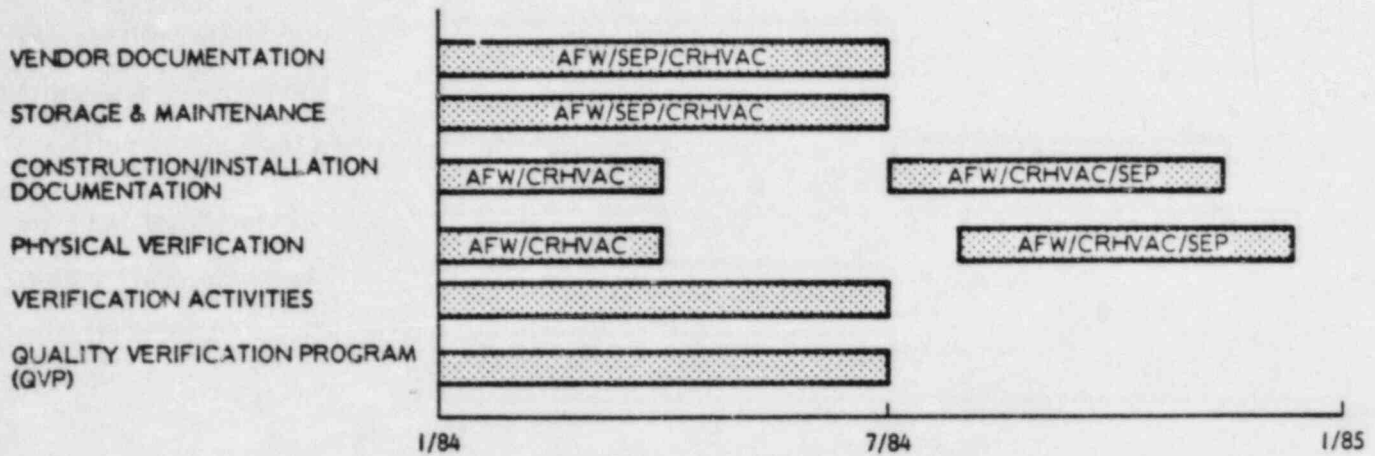 VENDOR DOCUMENTATION
AFW/SEP/CRHVAC
STORAGE & MAINTENANCE
AFW/SEP/CRHVAC
CONSTRUCTION/INSTALLATION
DOCUMENTATION
AFW/CRHVAC
AFW/CRHVAC/SEP
PHYSICAL VERIFICATION
AFW/CRHVAC
AFW/CRHVAC/SEP
VERIFICATION ACTIVITIES
QUALITY VERIFICATION PROGRAM
(QVP)
1/84
7/84
1/85